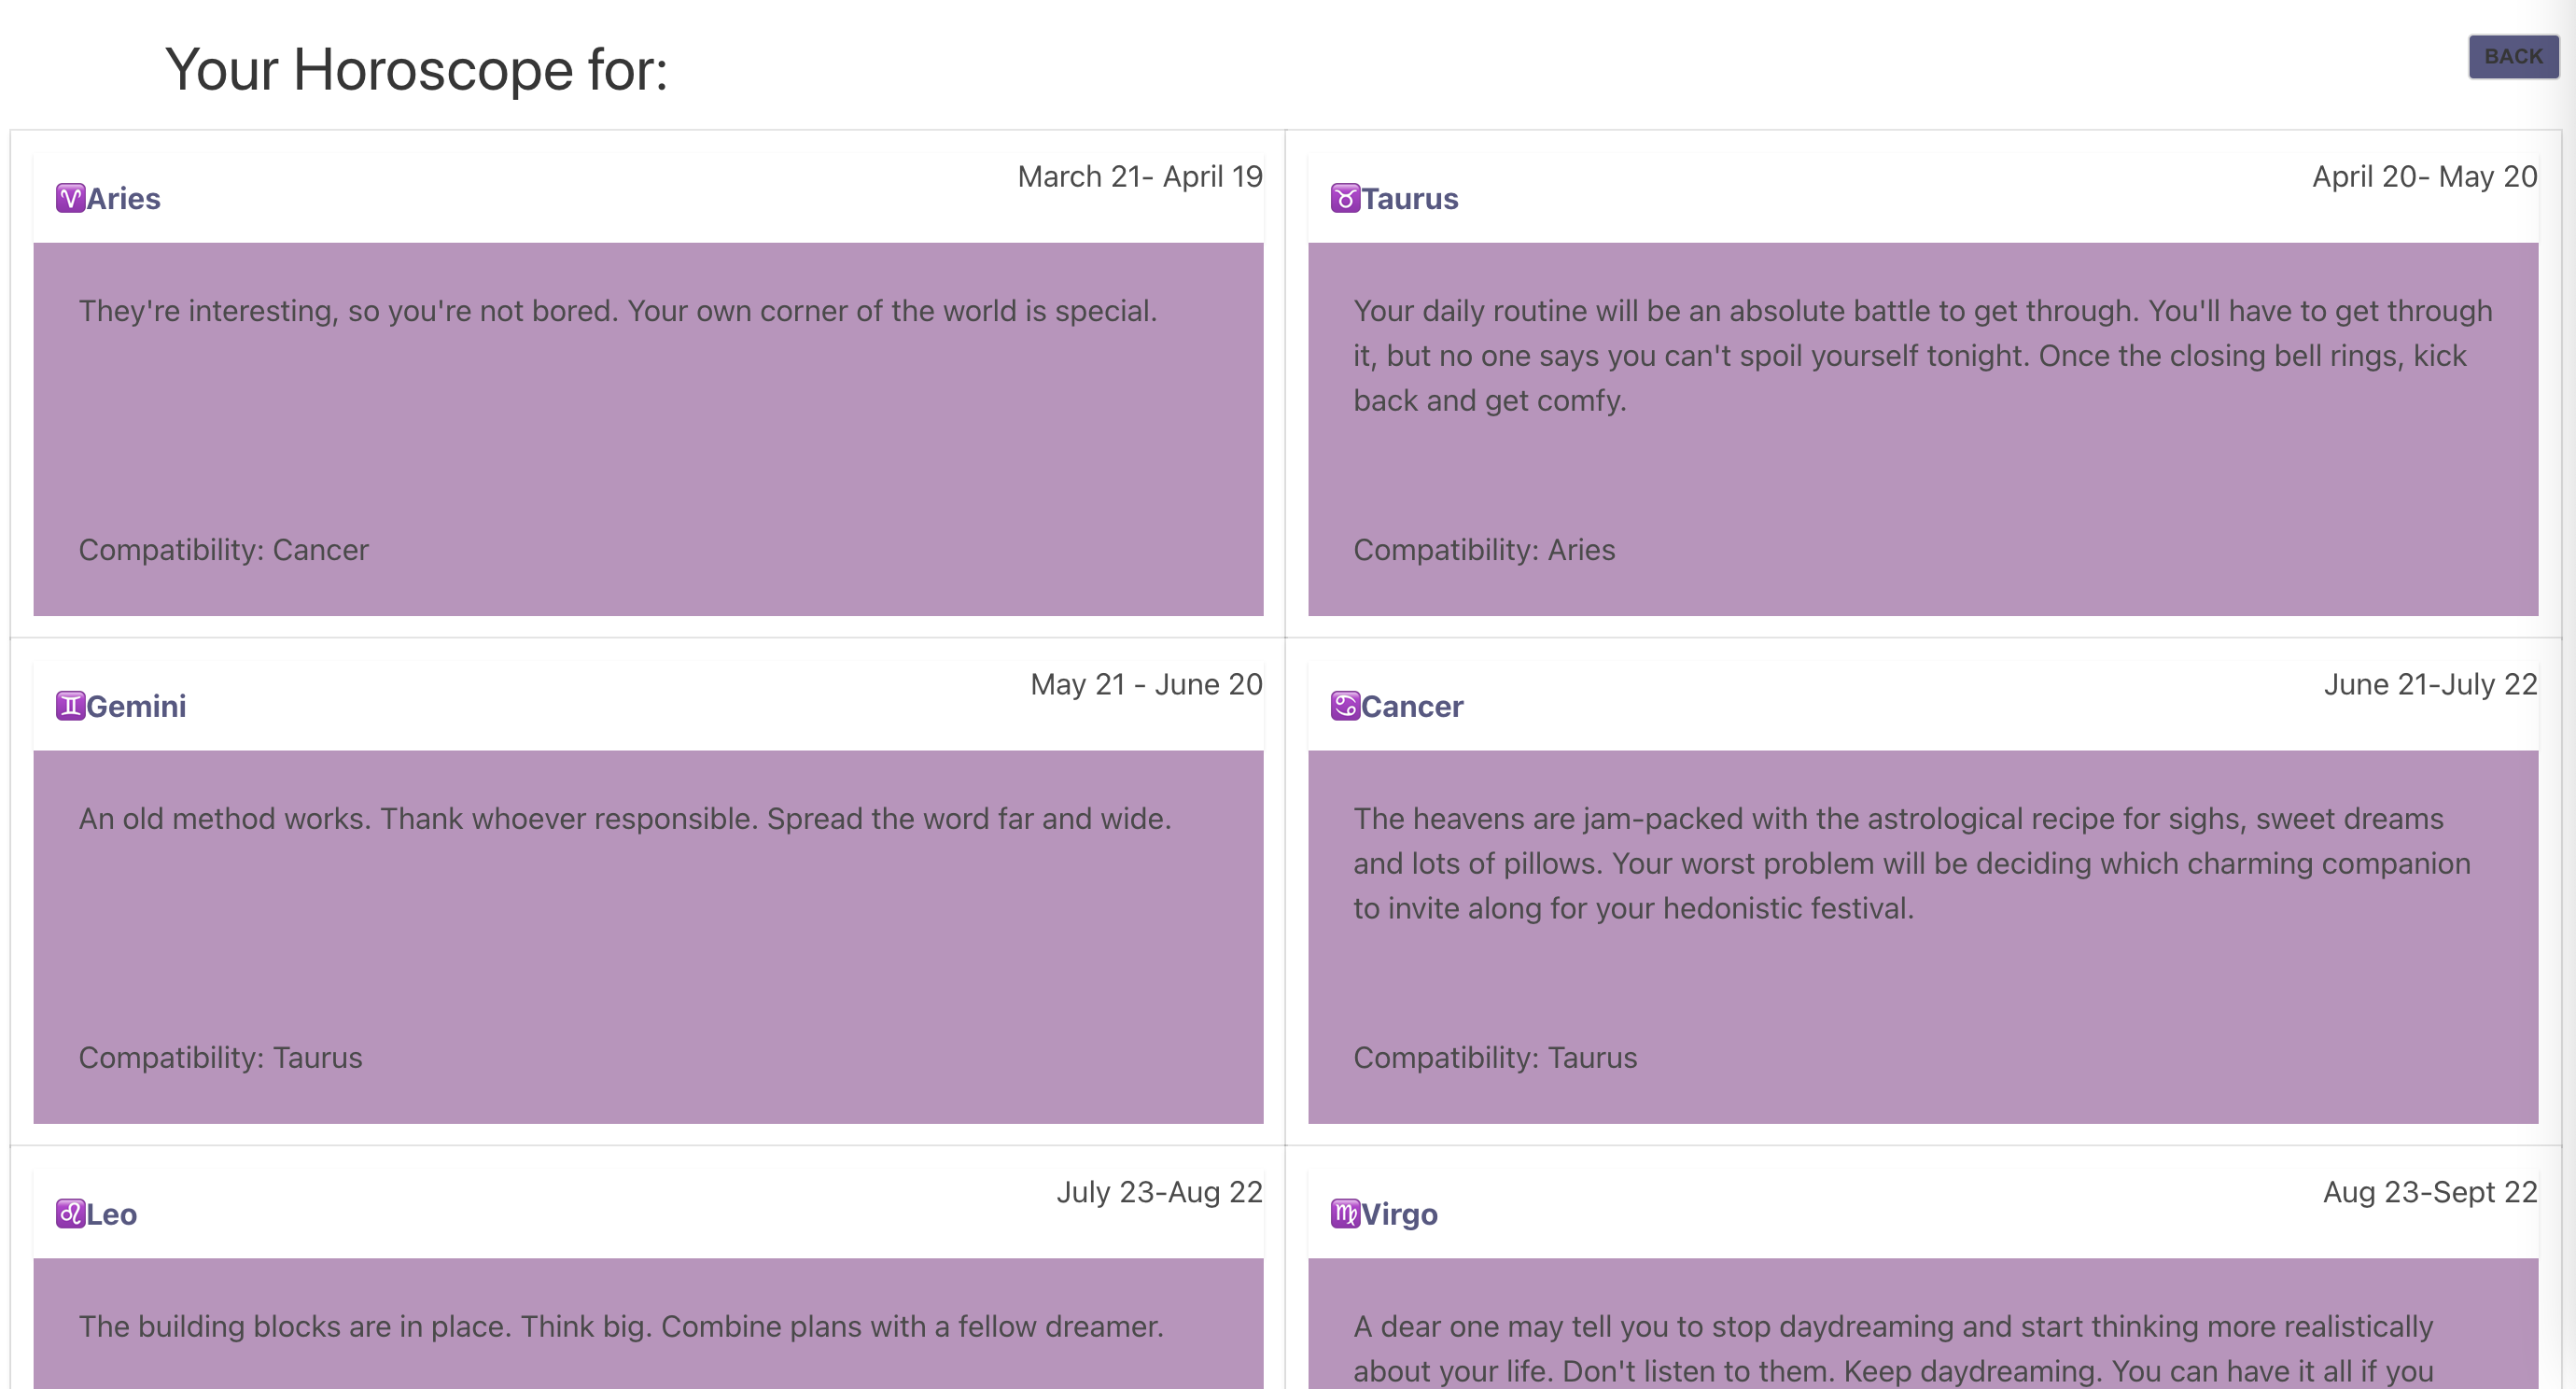 Your Horoscope for:
BACK
♈Aries
March 21- April 19
They're interesting, so you're not bored. Your own corner of the world is special.
Compatibility: Cancer
♉Taurus
April 20- May 20
Your daily routine will be an absolute battle to get through. You'll have to get through
it, but no one says you can't spoil yourself tonight. Once the closing bell rings, kick
back and get comfy.
Compatibility: Aries
♊Gemini
May 21 - June 20
An old method works. Thank whoever responsible. Spread the word far and wide.
Compatibility: Taurus
♋Cancer
June 21-July 22
The heavens are jam-packed with the astrological recipe for sighs, sweet dreams
and lots of pillows. Your worst problem will be deciding which charming companion
to invite along for your hedonistic festival.
Compatibility: Taurus
♌Leo
July 23-Aug 22
The building blocks are in place. Think big. Combine plans with a fellow dreamer.
♍Virgo
Aug 23-Sept 22
A dear one may tell you to stop daydreaming and start thinking more realistically
about your life. Don't listen to them. Keep daydreaming. You can have it all if you